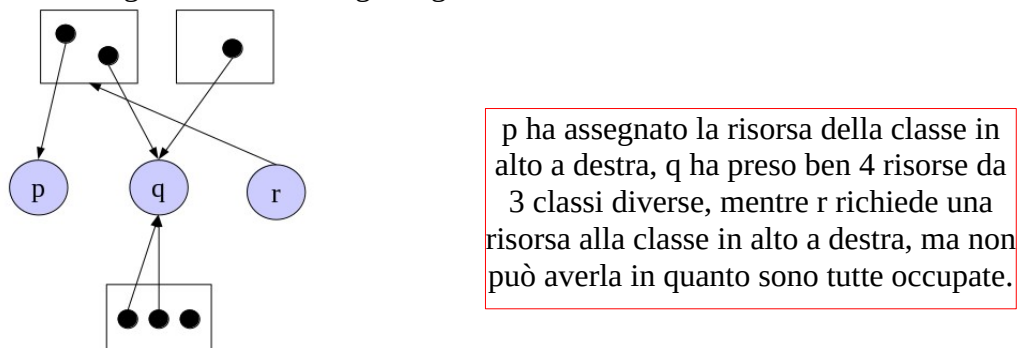 p q r
p ha assegnato la risorsa della classe in
alto a destra, q ha preso ben 4 risorse da
3 classi diverse, mentre r richiede una
risorsa alla classe in alto a destra, ma non
può averla in quanto sono tutte occupate.